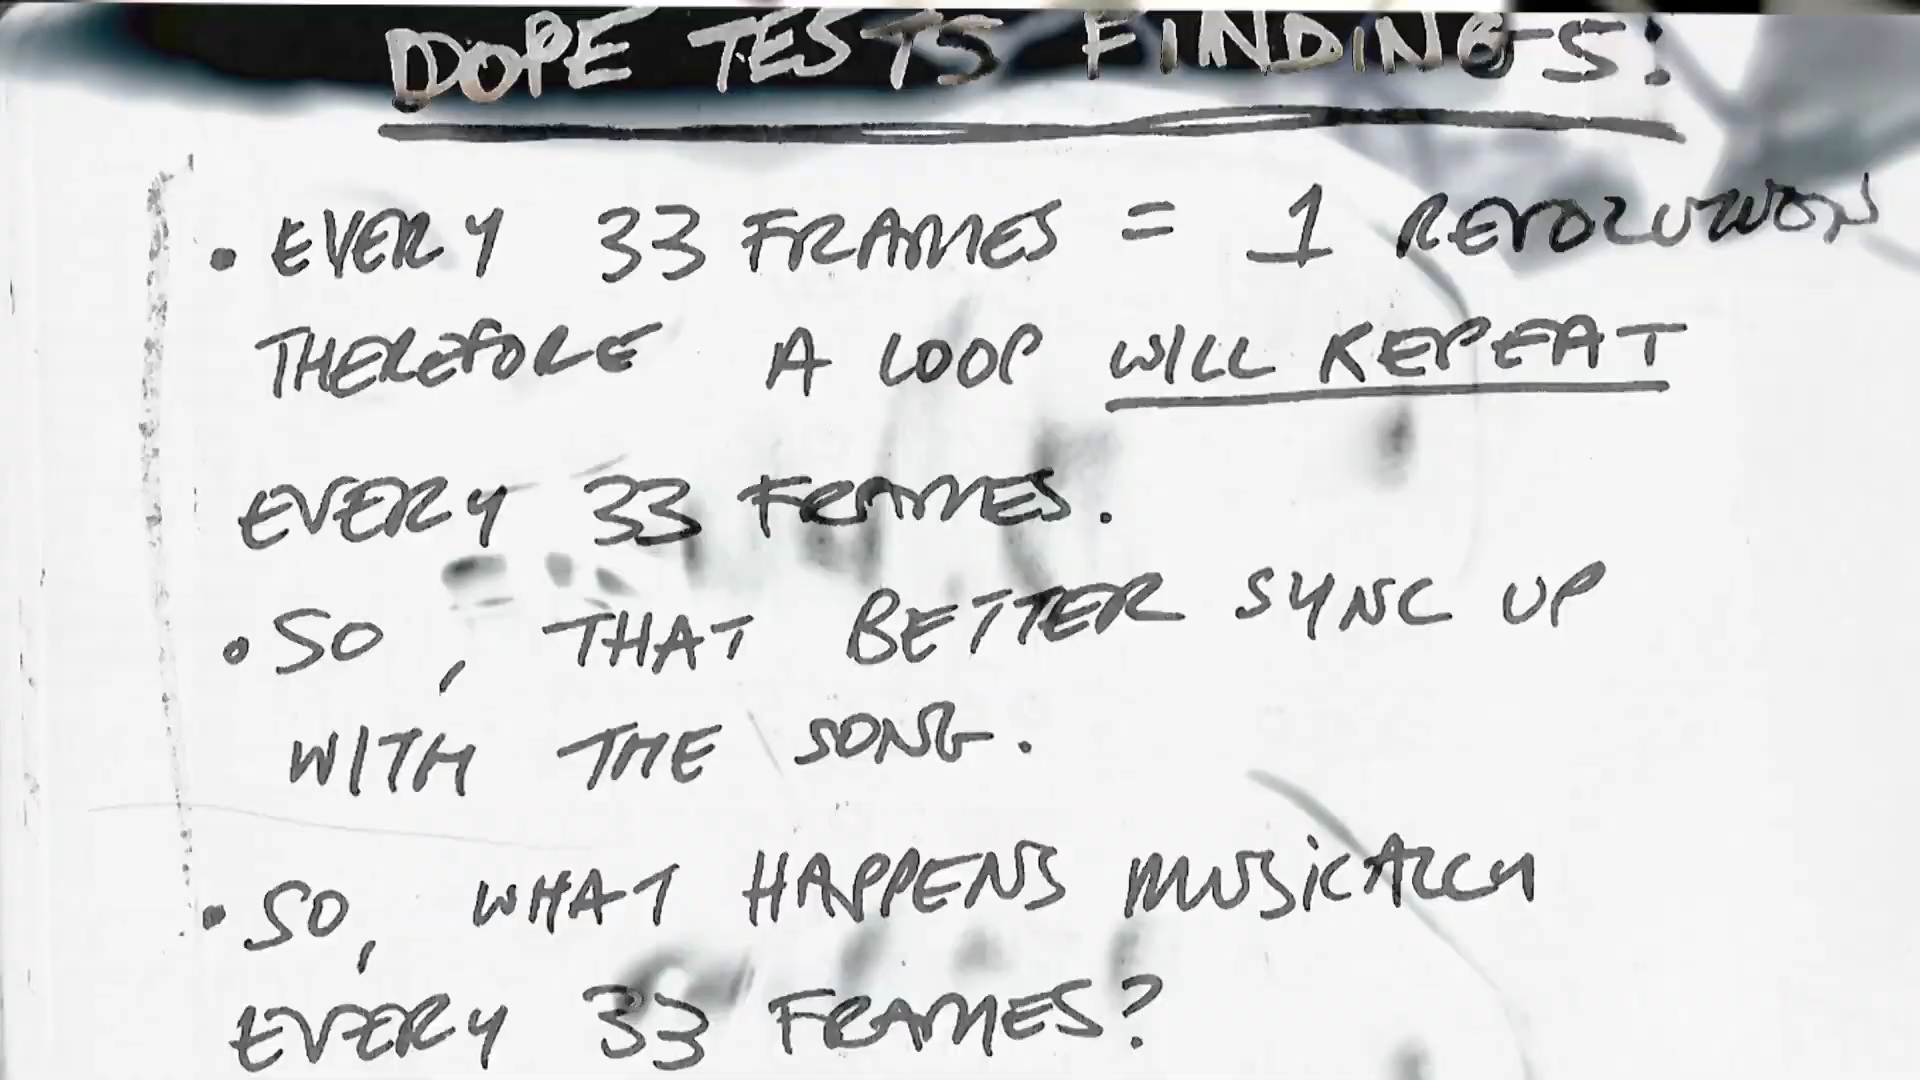 DOPE TESTS FINDINGS:
• EVERY 33 FRAMES = 1 REVOLUTION
THEREFORE A LOOP WILL REPEAT
EVERY 33 FRAMES.
• SO, THAT BETTER SYNC UP
WITH THE SONG.
• SO, WHAT HAPPENS MUSICALLY
EVERY 33 FRAMES?